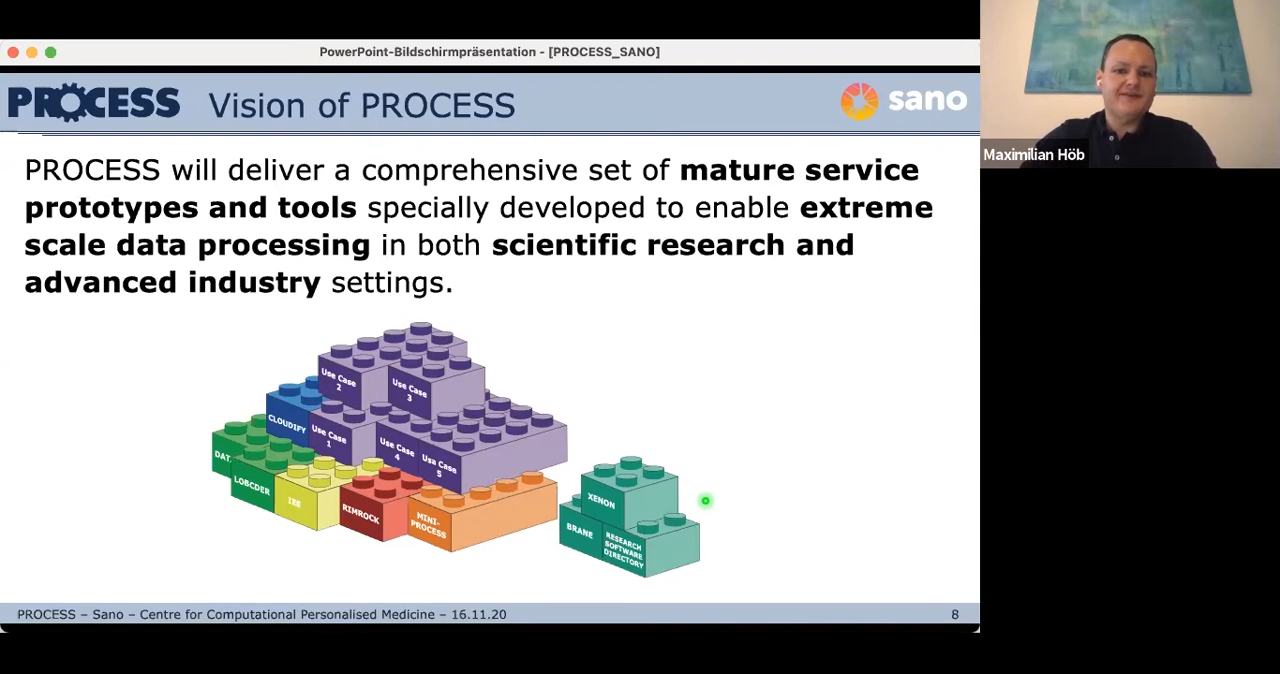 PowerPoint-Bildschirmpräsentation - [PROCESS_SANO]
PROCESS
Vision of PROCESS
sano
Maximilian Höb
PROCESS will deliver a comprehensive set of mature service
prototypes and tools specially developed to enable extreme
scale data processing in both scientific research and
advanced industry settings.
Use Case
2
Use Case
3
CLOUDIFY
Use Case
1
Use Case
4
Use Case
5
DAT
LOBCDER
IEE
RIMROCK
MINI-
PROCESS
XENON
BRANE
RESEARCH
SOFTWARE
DIRECTORY
PROCESS – Sano – Centre for Computational Personalised Medicine – 16.11.20
8